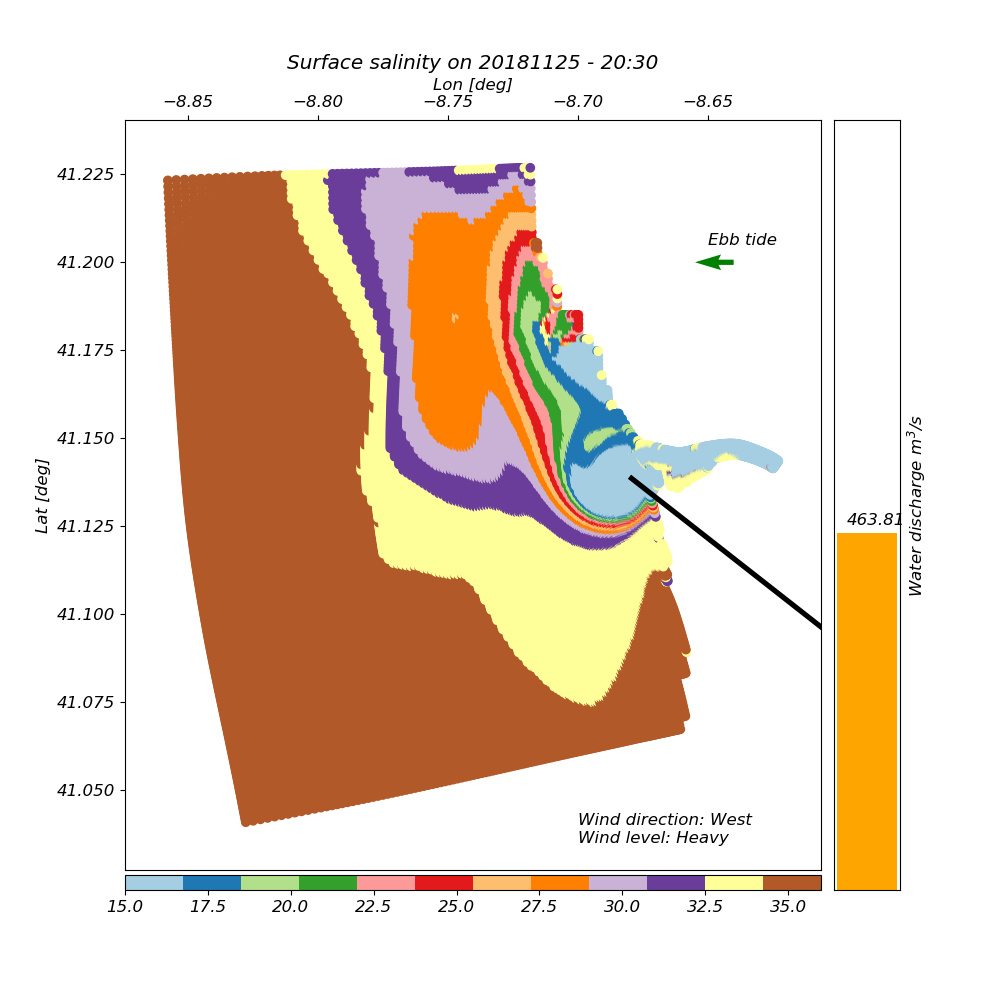 Surface salinity on 20181125 - 20:30
Lon [deg]
−8.85 −8.80 −8.75 −8.70 −8.65
41.225
41.200
41.175
41.150
41.125
41.100
41.075
41.050
Lat [deg]
Ebb tide
Wind direction: West
Wind level: Heavy
463.81
Water discharge m³/s
15.0 17.5 20.0 22.5 25.0 27.5 30.0 32.5 35.0